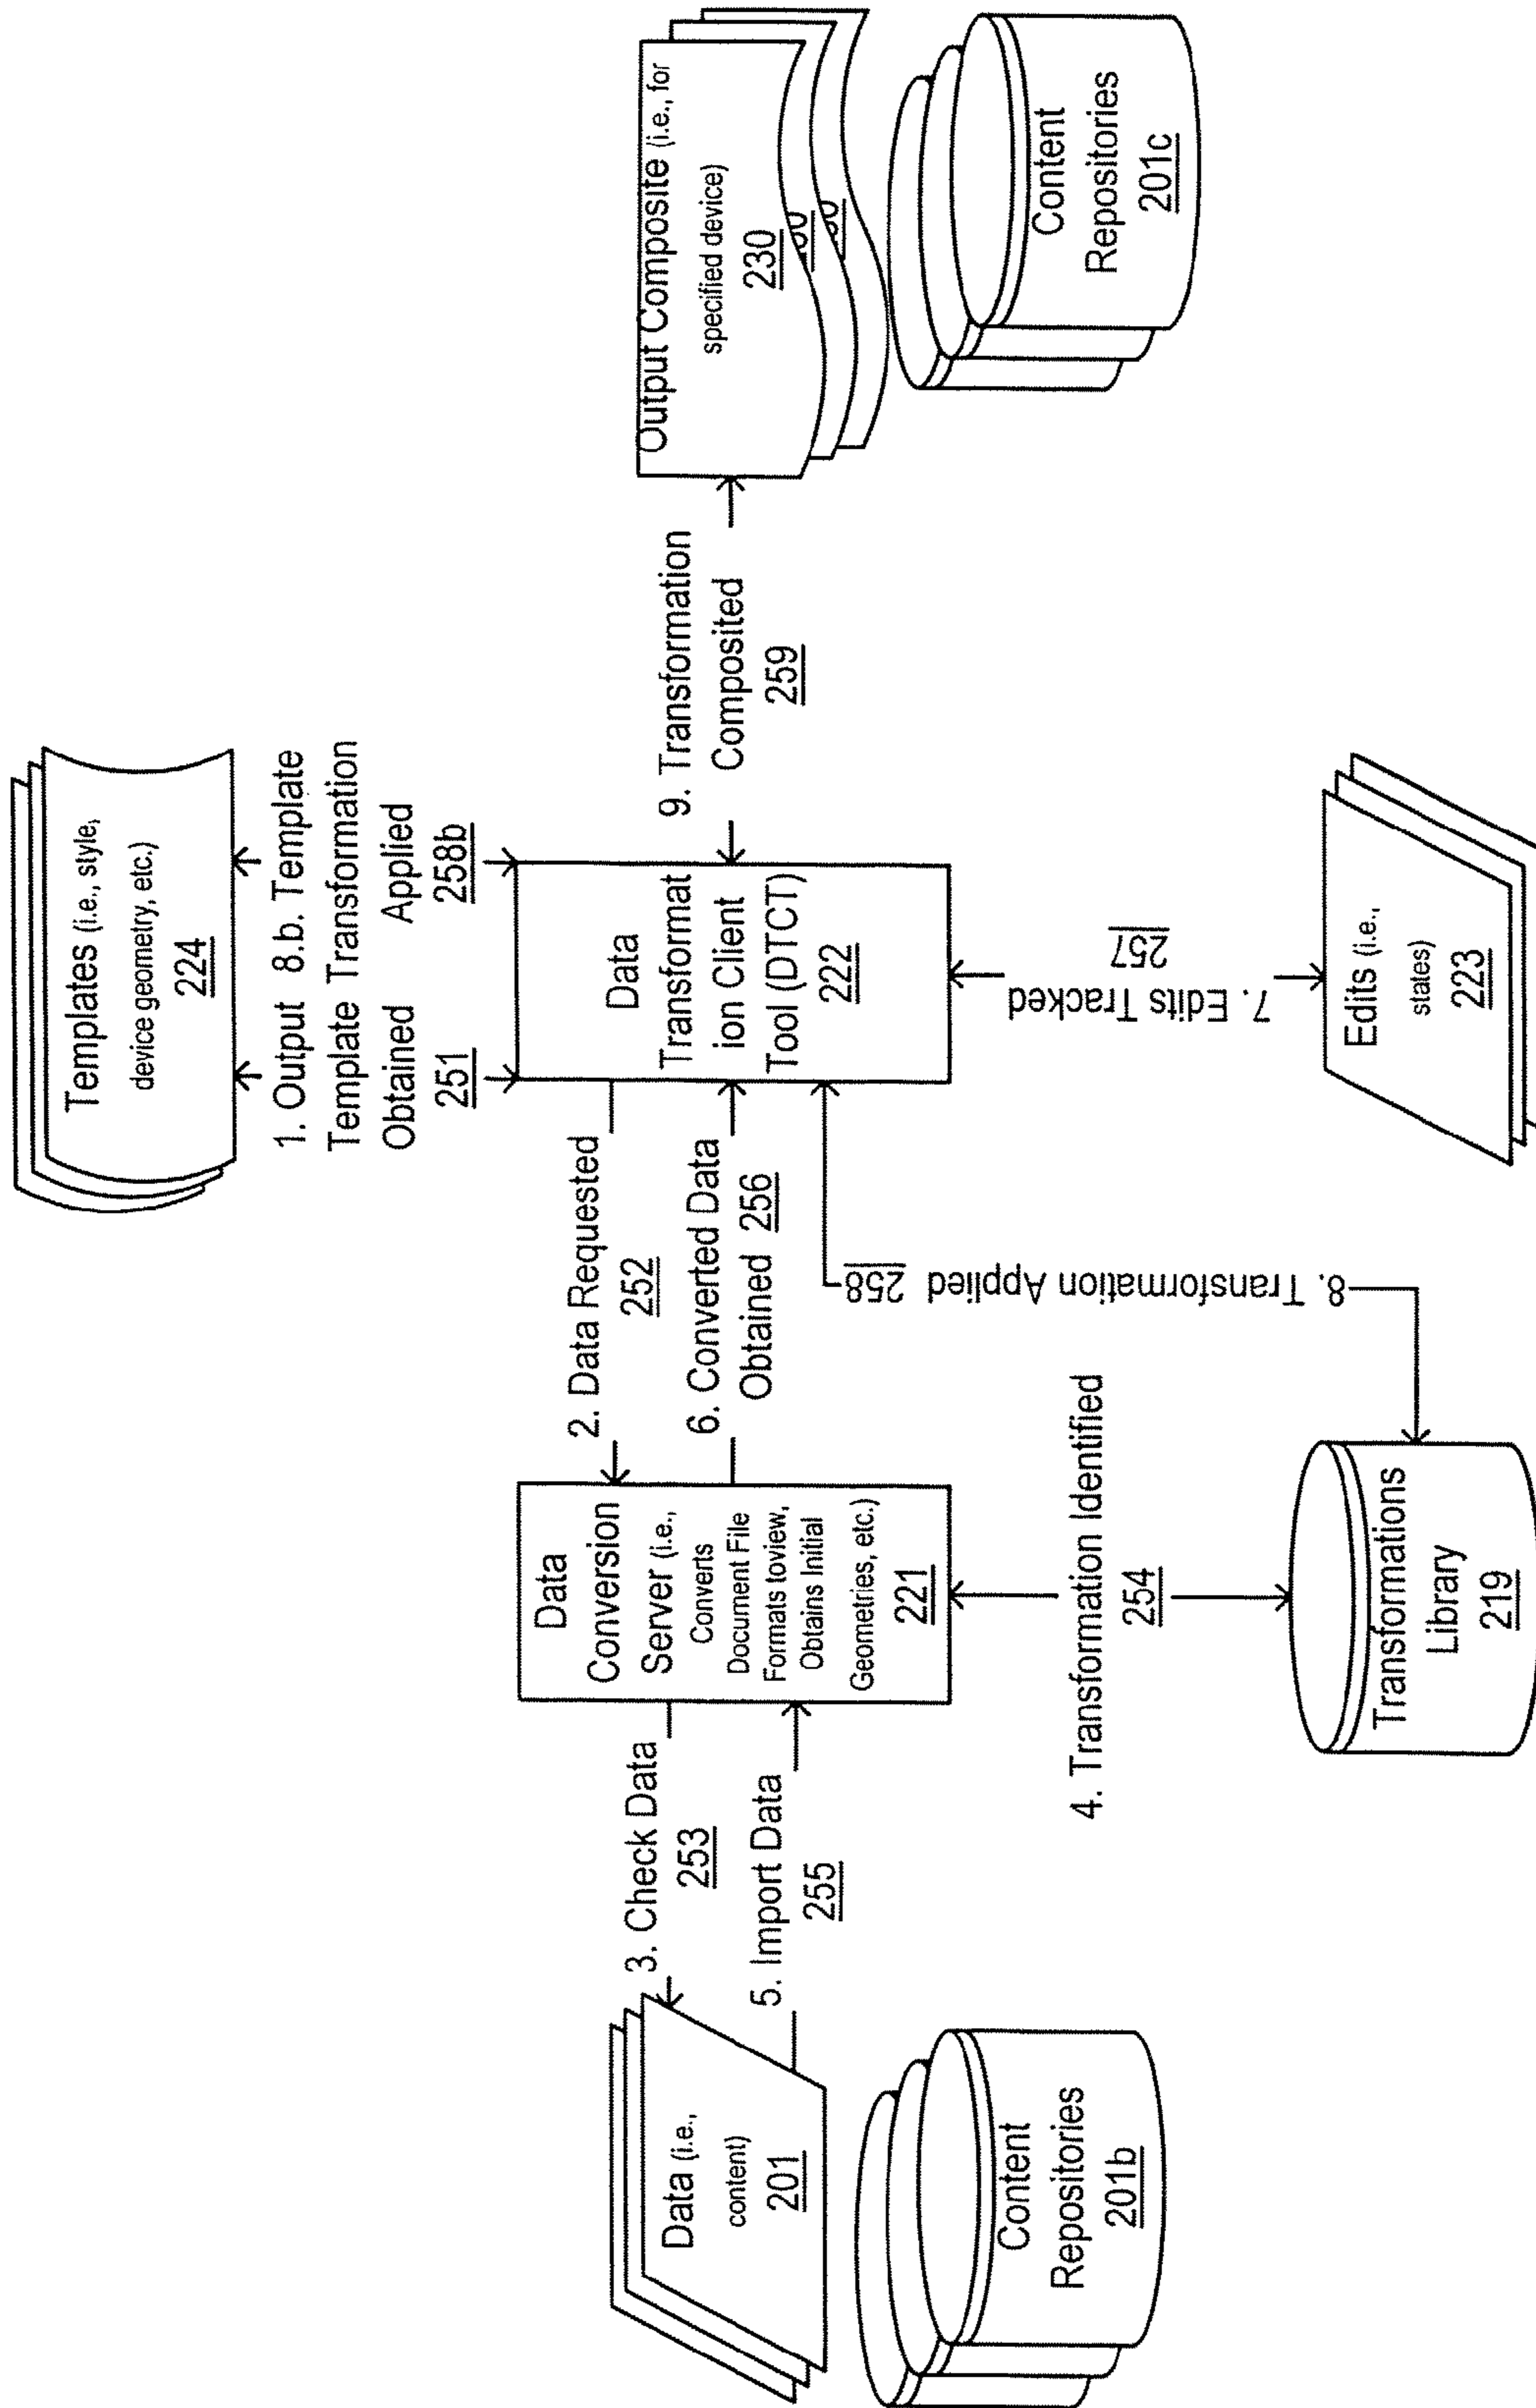 Templates (i.e., style,
device geometry, etc.)
224
1. Output 8.b. Template
Template Transformation
Obtained Applied
251 258b
Data (i.e.,
content)
201
3. Check Data
253
5. Import Data
255
Data
Conversion
Server (i.e.,
Converts
Document File
Formats toview,
Obtains Initial
Geometries, etc.)
221
2. Data Requested
252
6. Converted Data
Obtained 256
Data
Transformat
ion Client
Tool (DTCT)
222
9. Transformation
Composited
259
Output Composite (i.e., for
specified device)
230
Content
Repositories
201b
4. Transformation Identified
254
8. Transformation Applied 258
7. Edits Tracked
257
Content
Repositories
201c
Transformations
Library
219
Edits (i.e.,
states)
223